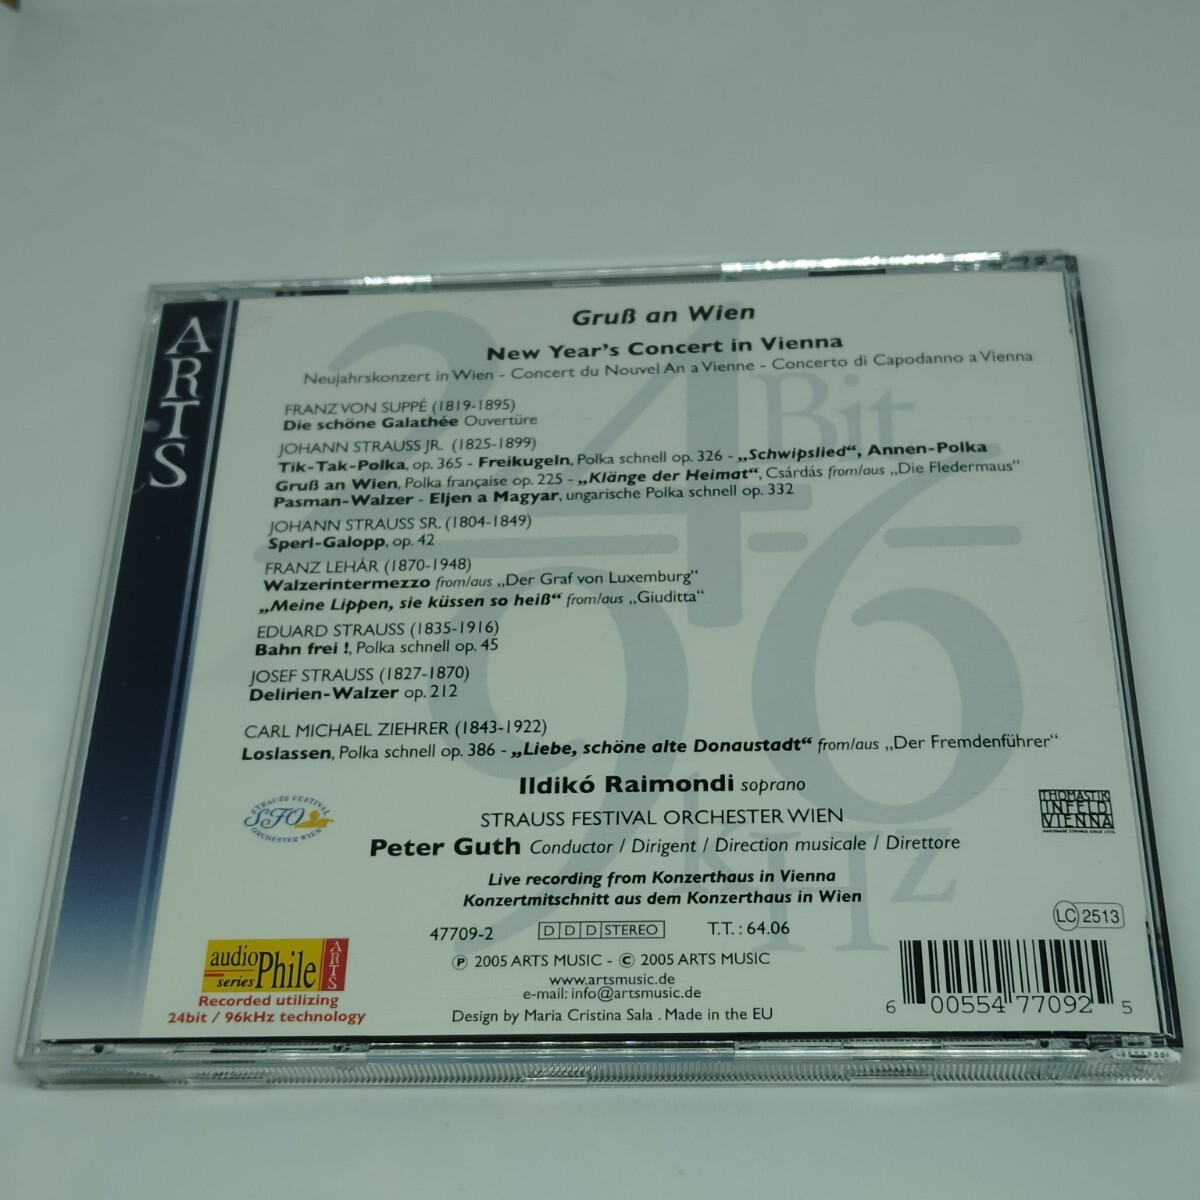 ARTS
Gruß an Wien
New Year's Concert in Vienna
Neujahrskonzert in Wien - Concert du Nouvel An a Vienne - Concerto di Capodanno a Vienna
FRANZ VON SUPPÉ (1819-1895)
Die schöne Galathée Ouvertüre
JOHANN STRAUSS JR. (1825-1899)
Tik-Tak-Polka, op. 365 - Freikugeln, Polka schnell op. 326 - „Schwipslied“, Annen-Polka
Gruß an Wien, Polka française op. 225 - „Klänge der Heimat“, Csárdás from/aus „Die Fledermaus“
Pasman-Walzer - Eljen a Magyar, ungarische Polka schnell op. 332
JOHANN STRAUSS SR. (1804-1849)
Sperl-Galopp, op. 42
FRANZ LEHÁR (1870-1948)
Walzerintermezzo from/aus „Der Graf von Luxemburg“
„Meine Lippen, sie küssen so heiß“ from/aus „Giuditta“
EDUARD STRAUSS (1835-1916)
Bahn frei !, Polka schnell op. 45
JOSEF STRAUSS (1827-1870)
Delirien-Walzer op. 212
CARL MICHAEL ZIEHRER (1843-1922)
Loslassen, Polka schnell op. 386 - „Liebe, schöne alte Donaustadt“ from/aus „Der Fremdenführer“
Ildikó Raimondi soprano
STRAUSS FESTIVAL ORCHESTER WIEN
Peter Guth Conductor / Dirigent / Direction musicale / Direttore
Live recording from Konzerthaus in Vienna
Konzertmitschnitt aus dem Konzerthaus in Wien
47709-2 DDD STEREO T.T.: 64.06
℗ 2005 ARTS MUSIC - © 2005 ARTS MUSIC
www.artsmusic.de
e-mail: info@artsmusic.de
Design by Maria Cristina Sala . Made in the EU
STRAUSS FESTIVAL
SFO
ORCHESTER WIEN
THOMASTIK
INFELD
VIENNA
LC 2513
audio Phile
series
ARTS
Recorded utilizing
24bit / 96kHz technology
6 00554 77092 5
24 Bit
96
kHz